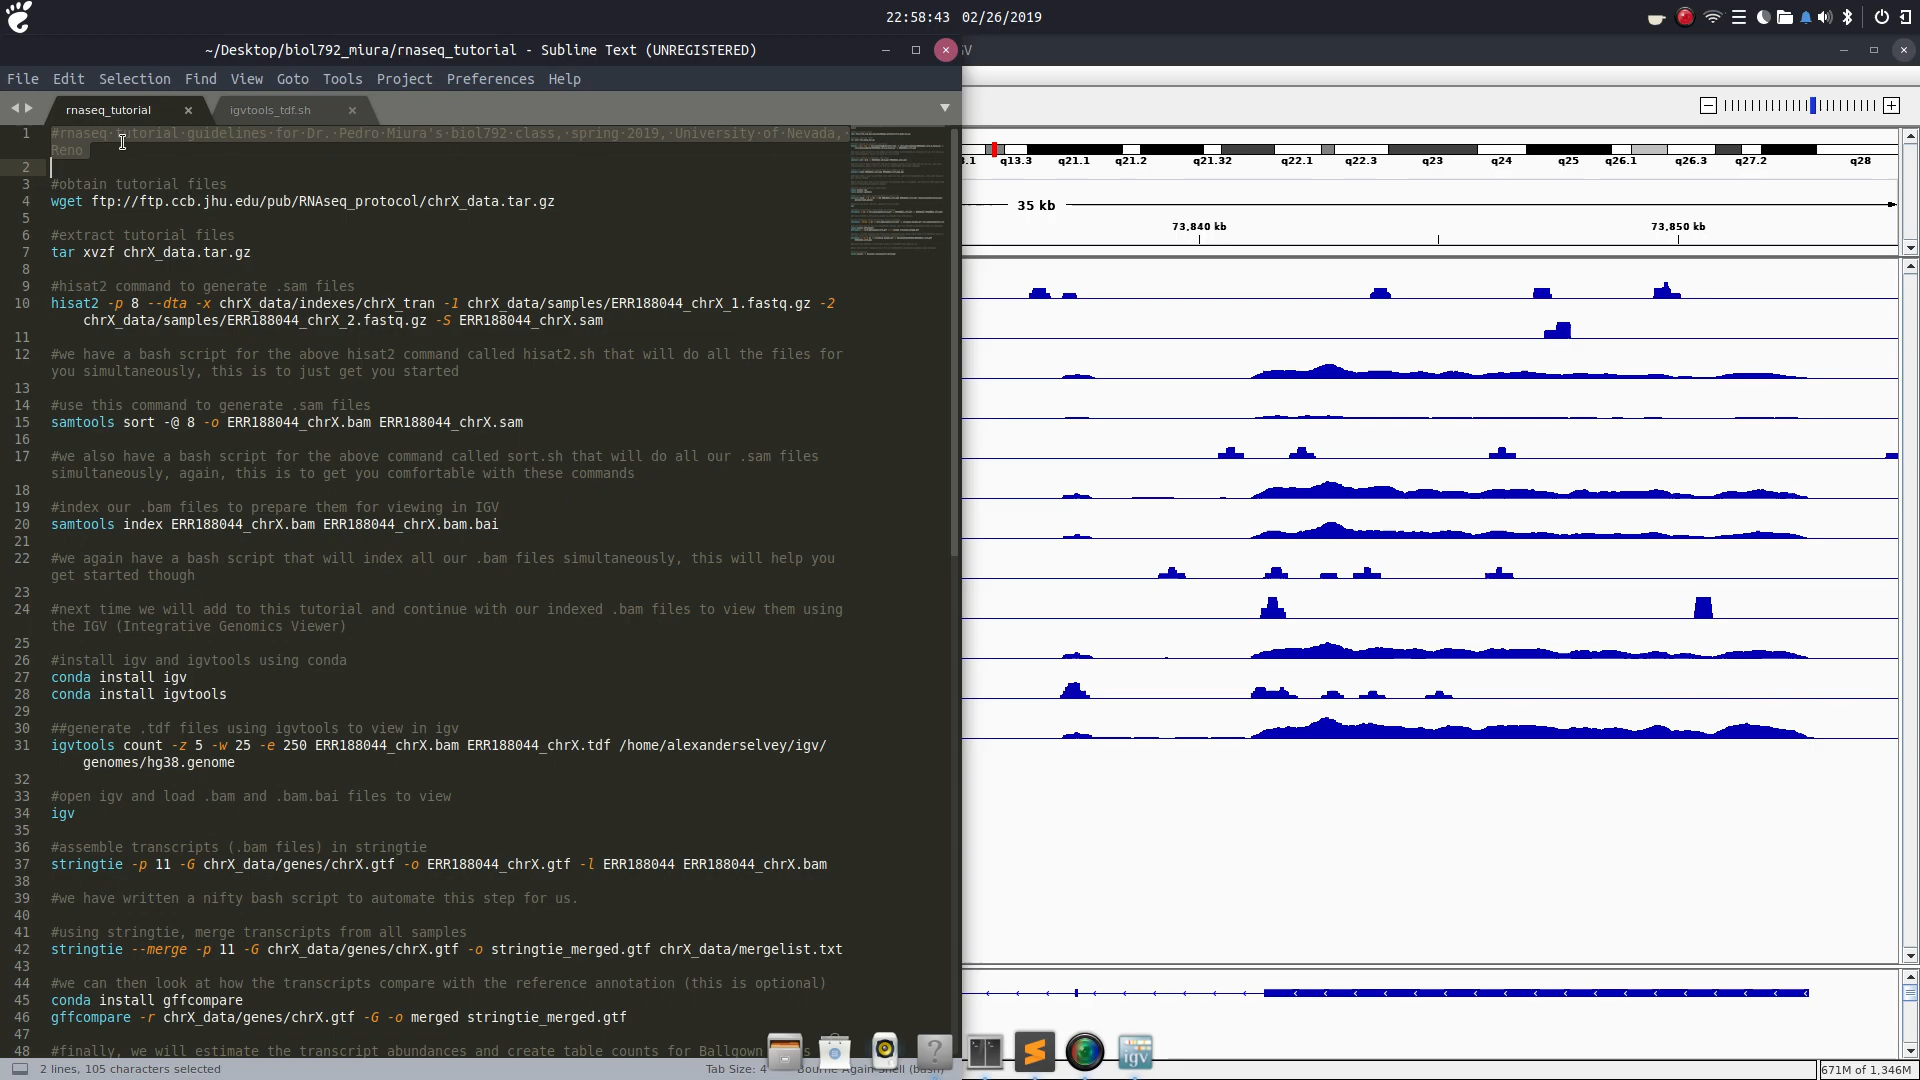 22:58:43 02/26/2019
~/Desktop/biol792_miura/rnaseq_tutorial - Sublime Text (UNREGISTERED)
File Edit Selection Find View Goto Tools Project Preferences Help
rnaseq_tutorial × igvtools_tdf.sh ×
1 #rnaseq tutorial guidelines for Dr. Pedro Miura's biol792 class, spring 2019, University of Nevada,
Reno
2
3 #obtain tutorial files
4 wget ftp://ftp.ccb.jhu.edu/pub/RNAseq_protocol/chrX_data.tar.gz
5
6 #extract tutorial files
7 tar xvzf chrX_data.tar.gz
8
9 #hisat2 command to generate .sam files
10 hisat2 -p 8 --dta -x chrX_data/indexes/chrX_tran -1 chrX_data/samples/ERR188044_chrX_1.fastq.gz -2
chrX_data/samples/ERR188044_chrX_2.fastq.gz -S ERR188044_chrX.sam
11
12 #we have a bash script for the above hisat2 command called hisat2.sh that will do all the files for
you simultaneously, this is to just get you started
13
14 #use this command to generate .sam files
15 samtools sort -@ 8 -o ERR188044_chrX.bam ERR188044_chrX.sam
16
17 #we also have a bash script for the above command called sort.sh that will do all our .sam files
simultaneously, again, this is to get you comfortable with these commands
18
19 #index our .bam files to prepare them for viewing in IGV
20 samtools index ERR188044_chrX.bam ERR188044_chrX.bam.bai
21
22 #we again have a bash script that will index all our .bam files simultaneously, this will help you
get started though
23
24 #next time we will add to this tutorial and continue with our indexed .bam files to view them using
the IGV (Integrative Genomics Viewer)
25
26 #install igv and igvtools using conda
27 conda install igv
28 conda install igvtools
29
30 ##generate .tdf files using igvtools to view in igv
31 igvtools count -z 5 -w 25 -e 250 ERR188044_chrX.bam ERR188044_chrX.tdf /home/alexanderselvey/igv/
genomes/hg38.genome
32
33 #open igv and load .bam and .bam.bai files to view
34 igv
35
36 #assemble transcripts (.bam files) in stringtie
37 stringtie -p 11 -G chrX_data/genes/chrX.gtf -o ERR188044_chrX.gtf -l ERR188044 ERR188044_chrX.bam
38
39 #we have written a nifty bash script to automate this step for us.
40
41 #using stringtie, merge transcripts from all samples
42 stringtie --merge -p 11 -G chrX_data/genes/chrX.gtf -o stringtie_merged.gtf chrX_data/mergelist.txt
43
44 #we can then look at how the transcripts compare with the reference annotation (this is optional)
45 conda install gffcompare
46 gffcompare -r chrX_data/genes/chrX.gtf -G -o merged stringtie_merged.gtf
47
48 #finally, we will estimate the transcript abundances and create table counts for Ballgown
2 lines, 105 characters selected Tab Size: 4 Bourne Again Shell (bash)
GV
3.1 q13.3 q21.1 q21.2 q21.32 q22.1 q22.3 q23 q24 q25 q26.1 q26.3 q27.2 q28
35 kb
73,840 kb 73,850 kb
igv
671M of 1,346M